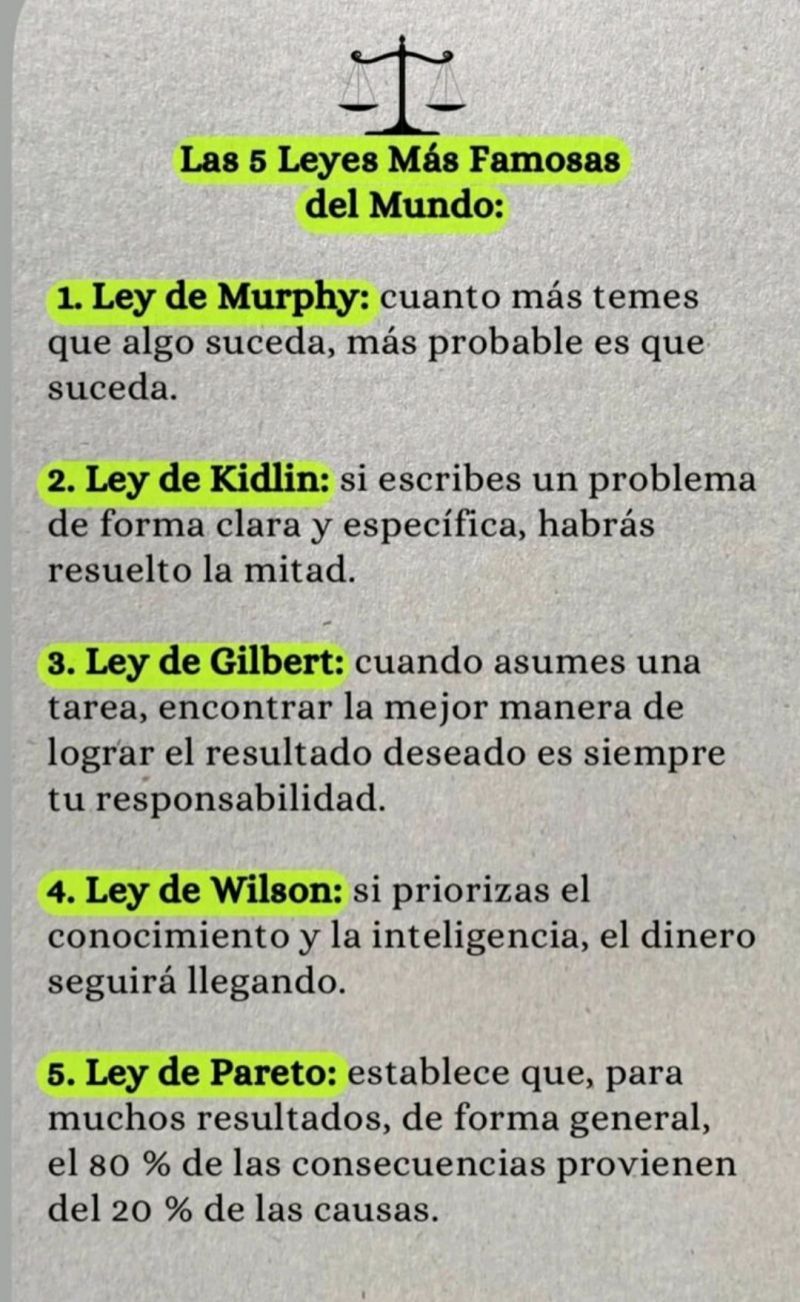 Las 5 Leyes Más Famosas
del Mundo:
1. Ley de Murphy: cuanto más temes
que algo suceda, más probable es que
suceda.
2. Ley de Kidlin: si escribes un problema
de forma clara y específica, habrás
resuelto la mitad.
3. Ley de Gilbert: cuando asumes una
tarea, encontrar la mejor manera de
lograr el resultado deseado es siempre
tu responsabilidad.
4. Ley de Wilson: si priorizas el
conocimiento y la inteligencia, el dinero
seguirá llegando.
5. Ley de Pareto: establece que, para
muchos resultados, de forma general,
el 80 % de las consecuencias provienen
del 20 % de las causas.